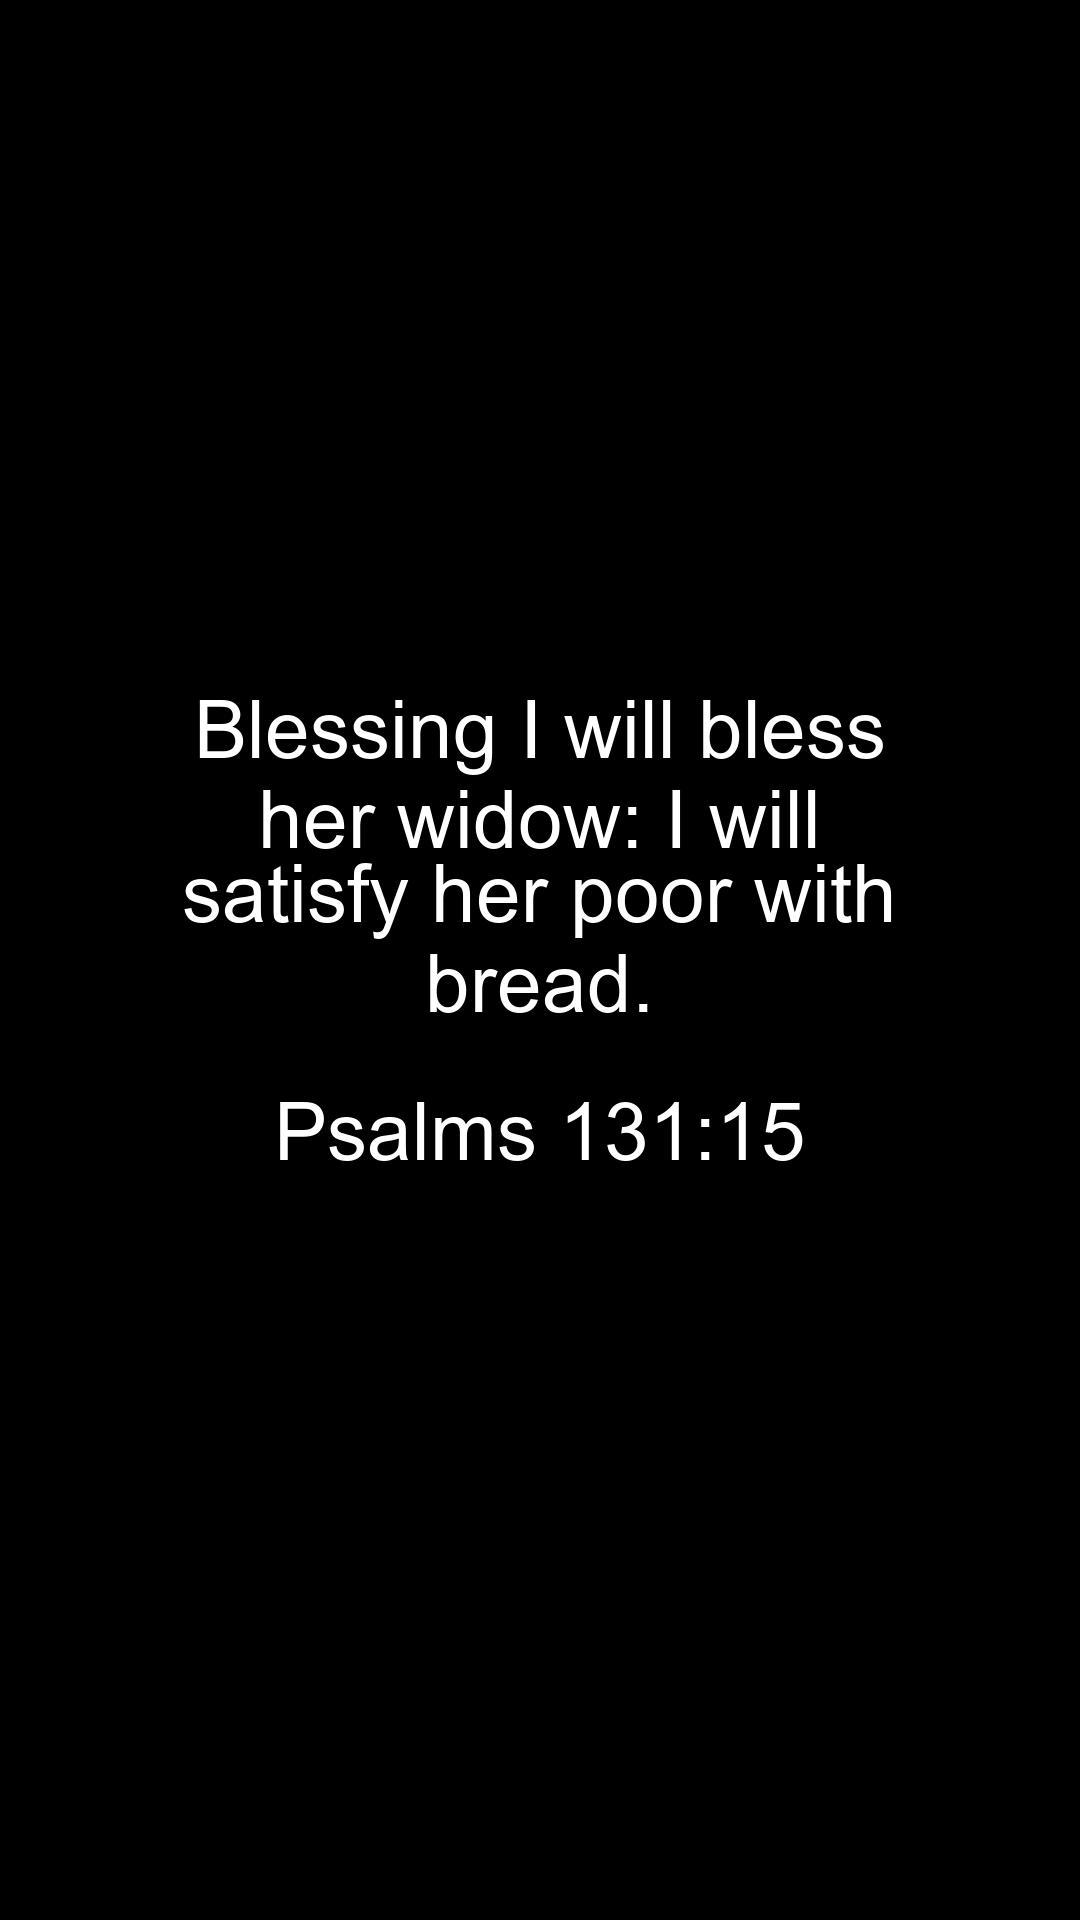 Blessing I will bless
her widow: I will
satisfy her poor with
bread.
Psalms 131:15